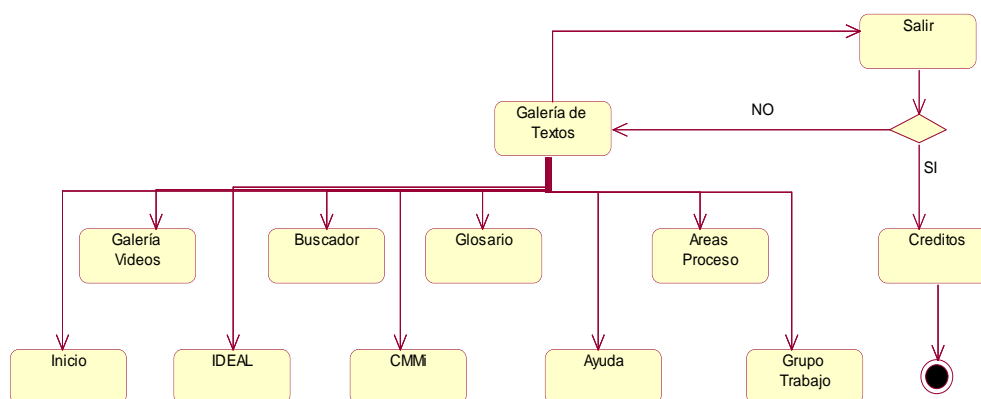 Salir
Galería de
Textos
NO
SI
Galería
Videos
Buscador
Glosario
Areas
Proceso
Creditos
Inicio
IDEAL
CMMi
Ayuda
Grupo
Trabajo